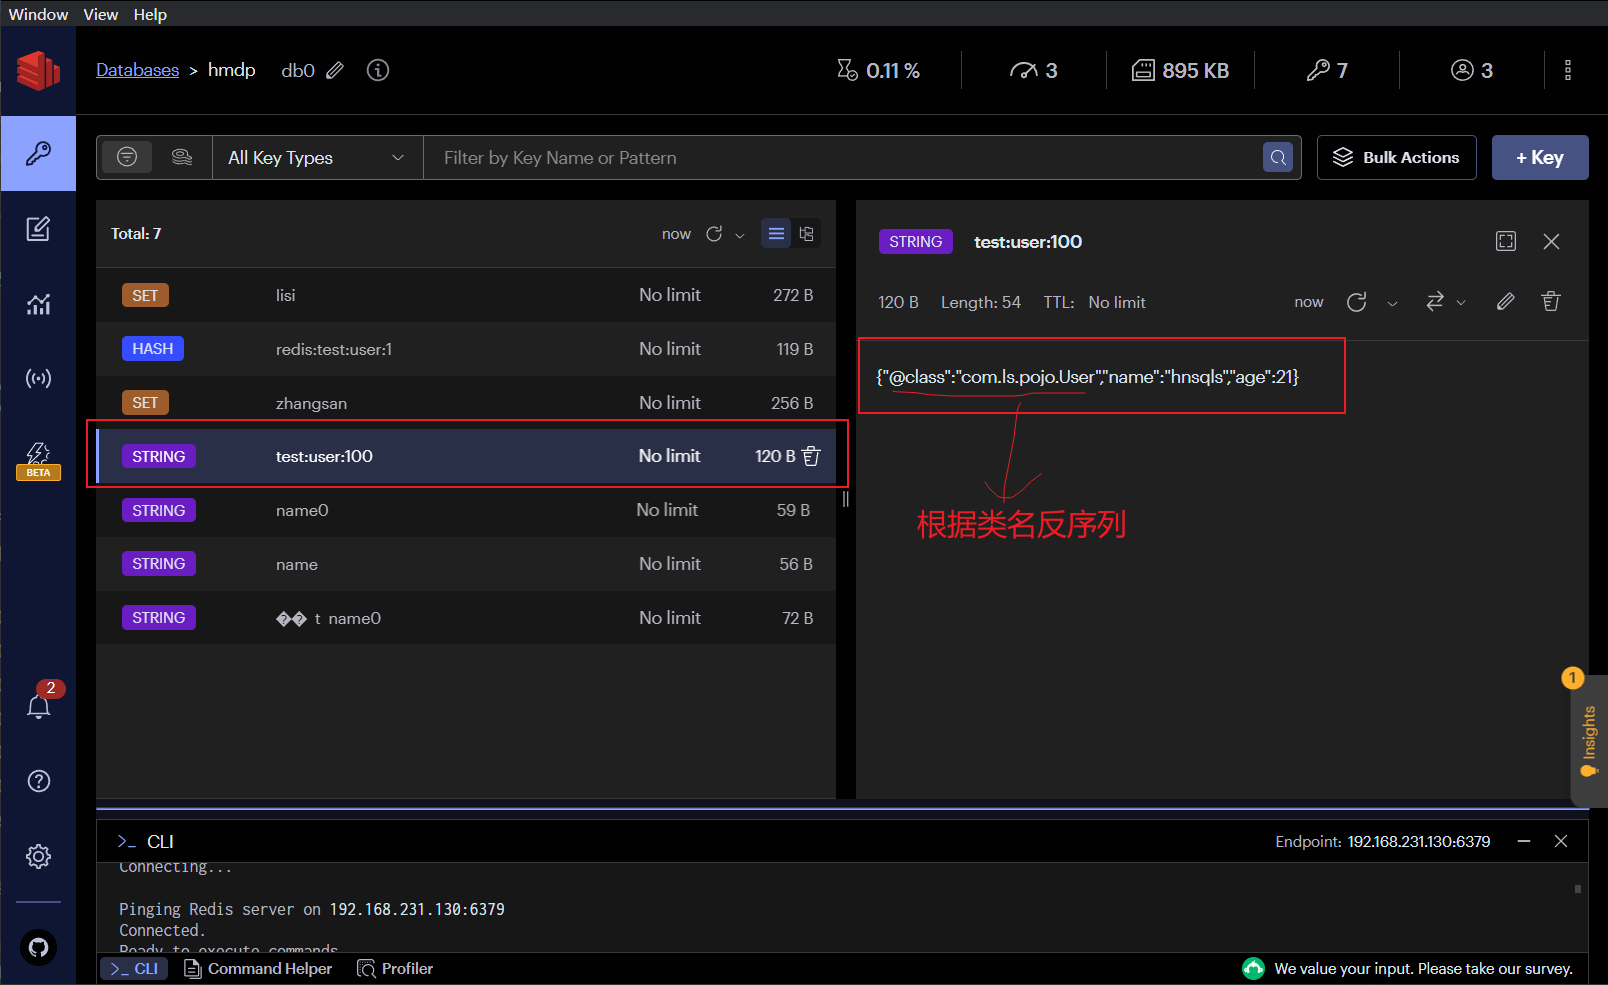 Window View Help
Databases > hmdp db0 0.11 % 3 895 KB 7 3
All Key Types Filter by Key Name or Pattern Bulk Actions + Key
Total: 7 now
SET lisi No limit 272 B
HASH redis:test:user:1 No limit 119 B
SET zhangsan No limit 256 B
STRING test:user:100 No limit 120 B
STRING name0 No limit 59 B
STRING name No limit 56 B
STRING �� t name0 No limit 72 B
STRING test:user:100
120 B Length: 54 TTL: No limit now
{"@class":"com.ls.pojo.User","name":"hnsqls","age":21}
根据类名反序列
BETA
2
1
Insights
>_ CLI Endpoint: 192.168.231.130:6379
Connecting...
Pinging Redis server on 192.168.231.130:6379
Connected.
Ready to execute commands
>_ CLI Command Helper Profiler We value your input. Please take our survey.